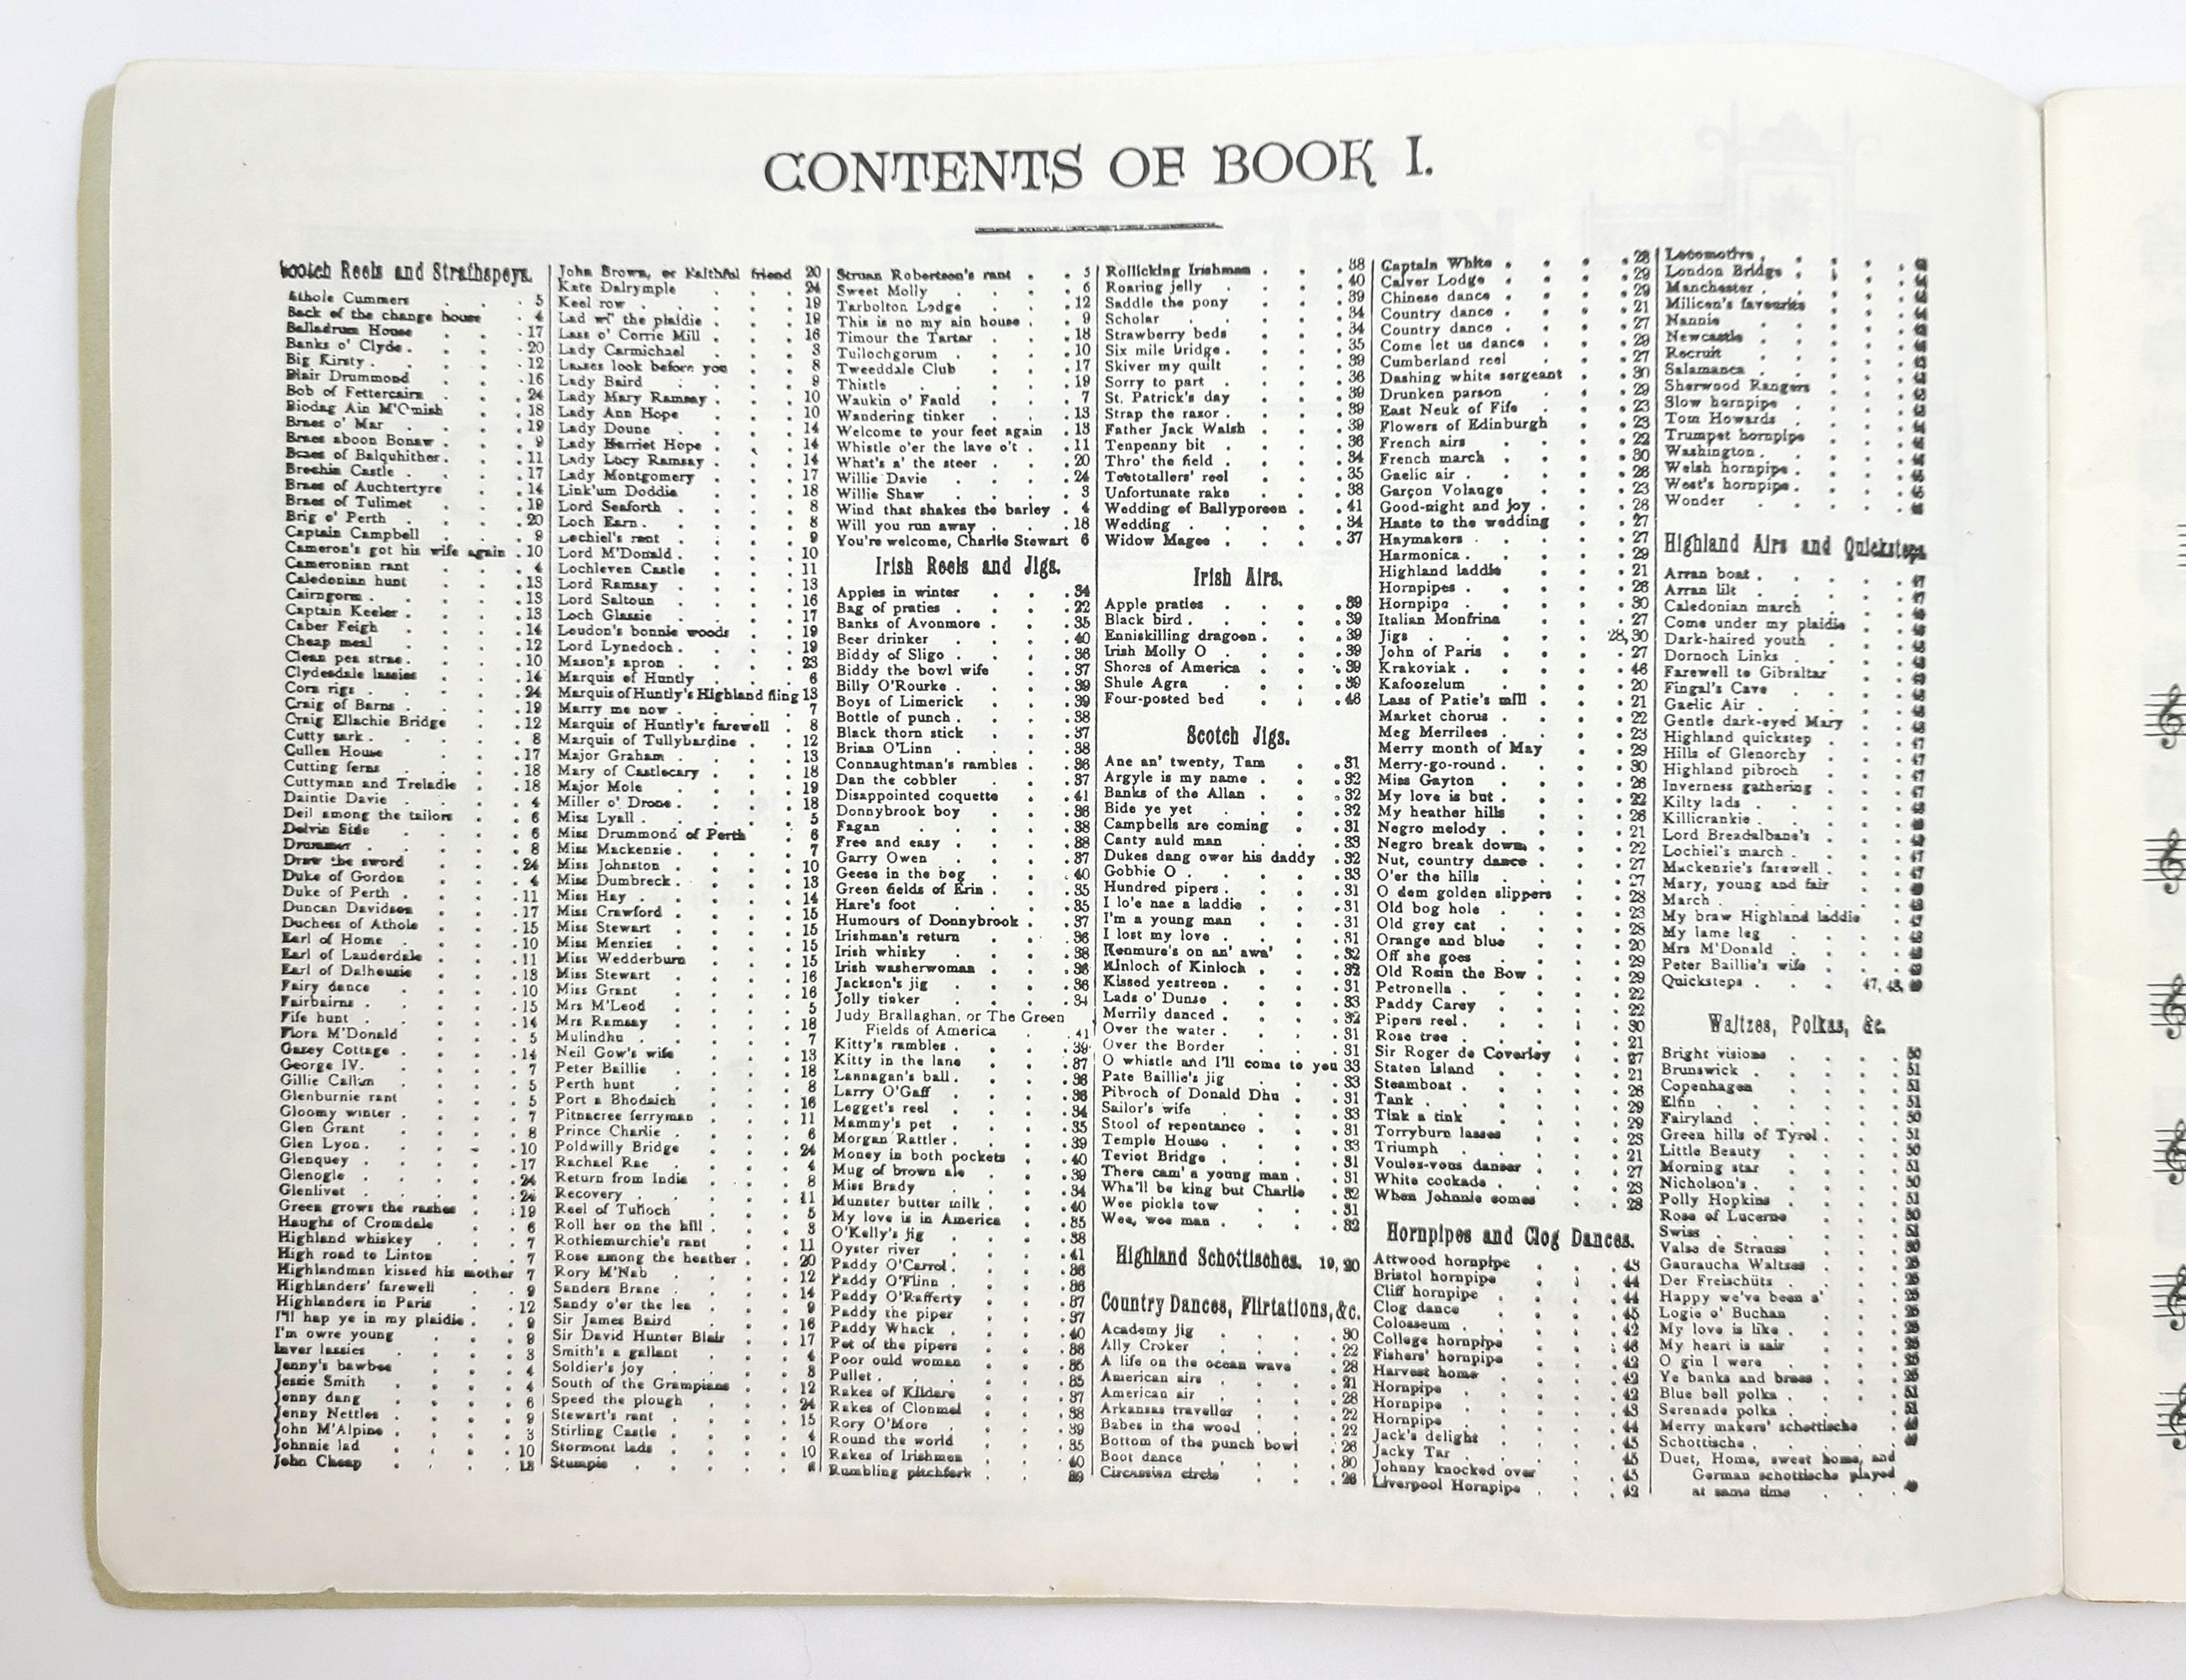 CONTENTS OF BOOK I.
Scotch Reels and Strathspeys.
Athole Cummers 5
Back of the change house 4
Balladrum House 17
Banks o' Clyde 20
Big Kirsty 12
Blair Drummond 16
Bob of Fettercairn 24
Biodag Ain M'Omish 18
Braes o' Mar 19
Braes aboon Bonaw 9
Braes of Balquhither 11
Brechin Castle 17
Braes of Auchtertyre 14
Braes of Tulimet 19
Brig o' Perth 20
Captain Campbell 9
Cameron's got his wife again 10
Cameronian rant 4
Caledonian hunt 13
Cairngorm 13
Captain Keeler 13
Caber Feigh 14
Cheap meal 12
Clean pea strae 10
Clydesdale lassies 14
Corn rigs 24
Craig of Barns 19
Craig Ellachie Bridge 12
Cutty sark 8
Cullen House 17
Cutting ferns 18
Cuttyman and Treladle 18
Daintie Davie 4
Deil among the tailors 6
Delvin Side 6
Drummer 8
Draw the sword 24
Duke of Gordon 4
Duke of Perth 11
Duncan Davidson 17
Duchess of Athole 15
Earl of Home 10
Earl of Lauderdale 11
Earl of Dalhousie 18
Fairy dance 10
Fairbairns 15
Fife hunt 14
Flora M'Donald 5
Garey Cottage 14
George IV. 7
Gillie Callum 5
Glenburnie rant 5
Gloomy winter 7
Glen Grant 8
Glen Lyon 10
Glenquey 17
Glenogle 24
Glenlivet 24
Green grows the rashes 19
Haughs of Cromdale 6
Highland whiskey 7
High road to Linton 7
Highlandman kissed his mother 7
Highlanders' farewell 9
Highlanders in Paris 12
I'll hap ye in my plaidie 9
I'm owre young 9
Inver lassies 3
Jenny's bawbee 4
Jessie Smith 4
Jenny dang 6
Jenny Nettles 9
John M'Alpine 3
Johnnie lad 10
John Cheap 18
John Brown, or Faithful friend 20
Kate Dalrymple 24
Keel row 19
Lad wi' the plaidie 19
Lass o' Corrie Mill 16
Lady Carmichael 3
Lasses look before you 8
Lady Baird 9
Lady Mary Ramsay 10
Lady Ann Hope 10
Lady Doune 14
Lady Harriet Hope 14
Lady Lucy Ramsay 14
Lady Montgomery 17
Link'um Doddie 18
Lord Seaforth 8
Loch Earn 8
Lochiel's rant 9
Lord M'Donald 10
Lochleven Castle 11
Lord Ramsay 13
Lord Saltoun 16
Loch Glassie 17
Loudon's bonnie woods 19
Lord Lynedoch 19
Mason's apron 23
Marquis of Huntly 6
Marquis of Huntly's Highland fling 13
Marry me now 7
Marquis of Huntly's farewell 8
Marquis of Tullybardine 12
Major Graham 13
Mary of Castlecary 18
Major Mole 19
Miller o' Drone 18
Miss Lyall 5
Miss Drummond of Perth 6
Miss Mackenzie 7
Miss Johnston 10
Miss Dumbreck 13
Miss Hay 14
Miss Crawford 15
Miss Stewart 15
Miss Menzies 15
Miss Wedderburn 15
Miss Stewart 16
Miss Grant 16
Mrs M'Leod 5
Mrs Ramsay 18
Mulindhu 7
Neil Gow's wife 13
Peter Baillie 18
Perth hunt 8
Port a Bhodaich 16
Pitnacree ferryman 11
Prince Charlie 6
Poldwilly Bridge 24
Rachael Rae 4
Return from India 8
Recovery 11
Reel of Tulloch 5
Roll her on the hill 3
Rothiemurchie's rant 11
Rose among the heather 20
Rory M'Nab 12
Sanders Brane 14
Sandy o'er the lea 9
Sir James Baird 16
Sir David Hunter Blair 17
Smith's a gallant 4
Soldier's joy 8
South of the Grampians 12
Speed the plough 24
Stewart's rant 15
Stirling Castle 4
Stormont lads 10
Stumpie
Struan Robertson's rant 5
Sweet Molly 6
Tarbolton Lodge 12
This is no my ain house 9
Timour the Tartar 18
Tullochgorum 10
Tweeddale Club 17
Thistle 19
Waukin o' Fauld 7
Wandering tinker 13
Welcome to your feet again 13
Whistle o'er the lave o't 11
What's a' the steer 20
Willie Davie 24
Willie Shaw 3
Wind that shakes the barley 4
Will you run away 18
You're welcome, Charlie Stewart 6
Irish Reels and Jigs.
Apples in winter 34
Bag of praties 22
Banks of Avonmore 35
Beer drinker 40
Biddy of Sligo 36
Biddy the bowl wife 37
Billy O'Rourke 39
Boys of Limerick 39
Bottle of punch 38
Black thorn stick 37
Brian O'Linn 38
Connaughtman's rambles 36
Dan the cobbler 37
Disappointed coquette 41
Donnybrook boy 36
Fagan 38
Free and easy 38
Garry Owen 37
Geese in the bog 40
Green fields of Erin 35
Hare's foot 35
Humours of Donnybrook 37
Irishman's return 36
Irish whisky 38
Irish washerwoman 36
Jackson's jig 36
Jolly tinker 34
Judy Brallaghan, or The Green
Fields of America 41
Kitty's rambles 39
Kitty in the lane 37
Lannagan's ball 36
Larry O'Gaff 36
Legget's reel 34
Mammy's pet 35
Morgan Rattler 39
Money in both pockets 40
Mug of brown ale 39
Miss Brady 34
Munster butter milk 40
My love is in America 35
O'Kelly's jig 38
Oyster river 41
Paddy O'Carrol 36
Paddy O'Flinn 36
Paddy O'Rafferty 37
Paddy the piper 37
Paddy Whack 40
Pet of the pipers 36
Poor ould woman 35
Pullet 35
Rakes of Kildare 37
Rakes of Clonmel 38
Rory O'More 39
Round the world 35
Rakes of Irishmen 40
Rumbling pitchfork 39
Rollicking Irishman 38
Roaring jelly 40
Saddle the pony 39
Scholar 34
Strawberry beds 34
Six mile bridge 35
Skiver my quilt 39
Sorry to part 36
St. Patrick's day 39
Strap the razor 39
Father Jack Walsh 39
Tenpenny bit 36
Thro' the field 34
Teetotallers' reel 35
Unfortunate rake 38
Wedding of Ballyporeen 41
Wedding 34
Widow Magee 37
Irish Airs.
Apple praties 39
Black bird 39
Enniskilling dragoon 39
Irish Molly O 39
Shores of America 39
Shule Agra 39
Four-posted bed 46
Scotch Jigs.
Ane an' twenty, Tam 31
Argyle is my name 32
Banks of the Allan 32
Bide ye yet 32
Campbells are coming 31
Canty auld man 33
Dukes dang ower his daddy 32
Gobbie O 33
Hundred pipers 31
I lo'e nae a laddie 31
I'm a young man 31
I lost my love 31
Kenmure's on an' awa' 32
Kinloch of Kinloch 32
Kissed yestreen 31
Lads o' Dunse 33
Merrily danced 32
Over the water 31
Over the Border 31
O whistle and I'll come to you 33
Pate Baillie's jig 33
Pibroch of Donald Dhu 31
Sailor's wife 33
Stool of repentance 31
Temple House 33
Teviot Bridge 31
There cam' a young man 31
Wha'll be king but Charlie 32
Wee pickle tow 31
Wee, wee man 32
Highland Schottisches. 19, 20
Country Dances, Flirtations, &c.
Academy jig 30
Ally Croker 22
A life on the ocean wave 28
American airs 21
American air 28
Arkansas traveller 22
Babes in the wood 22
Bottom of the punch bowl 26
Boot dance 30
Circassian circle 26
Captain White 28
Calver Lodge 29
Chinese dance 29
Country dance 21
Country dance 27
Come let us dance 29
Cumberland reel 27
Dashing white sergeant 30
Drunken parson 29
East Neuk of Fife 23
Flowers of Edinburgh 23
French airs 22
French march 30
Gaelic air 28
Garçon Volange 23
Good-night and joy 28
Haste to the wedding 27
Haymakers 27
Harmonica 29
Highland laddie 21
Hornpipes 26
Hornpipe 30
Italian Monfrina 27
Jigs 28, 30
John of Paris 27
Krakoviak 46
Kafoozelum 20
Lass of Patie's mill 21
Market chorus 22
Meg Merrilees 23
Merry month of May 29
Merry-go-round 30
Miss Gayton 26
My love is but 22
My heather hills 26
Negro melody 21
Negro break down 22
Nut, country dance 27
O'er the hills 27
O dem golden slippers 28
Old bog hole 23
Old grey cat 28
Orange and blue 20
Off she goes 29
Old Rosin the Bow 29
Petronella 22
Paddy Carey 22
Pipers reel 30
Rose tree 21
Sir Roger de Coverley 27
Staten Island 21
Steamboat 26
Tank 29
Tink a tink 29
Torryburn lasses 23
Triumph 21
Voules-vous danser 27
White cockade 23
When Johnnie comes 28
Hornpipes and Clog Dances.
Attwood hornpipe 43
Bristol hornpipe 44
Cliff hornpipe 44
Clog dance 45
Colosseum 42
College hornpipe 46
Fishers' hornpipe 42
Harvest home 42
Hornpipe 42
Hornpipe 43
Hornpipe 44
Jack's delight 45
Jacky Tar 45
Johnny knocked over 45
Liverpool Hornpipe 42
Locomotive
London Bridge
Manchester
Milicen's favourite
Nannie
Newcastle
Recruit
Salamanca
Sherwood Rangers
Slow hornpipe
Tom Howards
Trumpet hornpipe
Washington
Welsh hornpipe
West's hornpipe
Wonder
Highland Airs and Quicksteps
Arran boat 47
Arran lilt 47
Caledonian march
Come under my plaidie
Dark-haired youth
Dornoch Links
Farewell to Gibraltar
Fingal's Cave
Gaelic Air
Gentle dark-eyed Mary
Highland quickstep 47
Hills of Glenorchy 47
Highland pibroch 47
Inverness gathering 47
Kilty lads
Killicrankie
Lord Breadalbane's
Lochiel's march 47
Mackenzie's farewell
Mary, young and fair
March
My braw Highland laddie 47
My lame leg
Mrs M'Donald
Peter Baillie's wife
Quicksteps 47, 48,
Waltzes, Polkas, &c.
Bright visions 50
Brunswick 51
Copenhagen 51
Elfin 51
Fairyland 50
Green hills of Tyrol 51
Little Beauty 50
Morning star 51
Nicholson's 50
Polly Hopkins 51
Rose of Lucerne 50
Swiss
Valse de Strauss
Gauraucha Waltzes
Der Freischüts
Happy we've been a'
Logie o' Buchan
My love is like
My heart is sair
O gin I were
Ye banks and braes
Blue bell polka
Serenade polka
Merry makers' schottische
Schottische
Duet, Home, sweet home, and
German schottische played
at same time